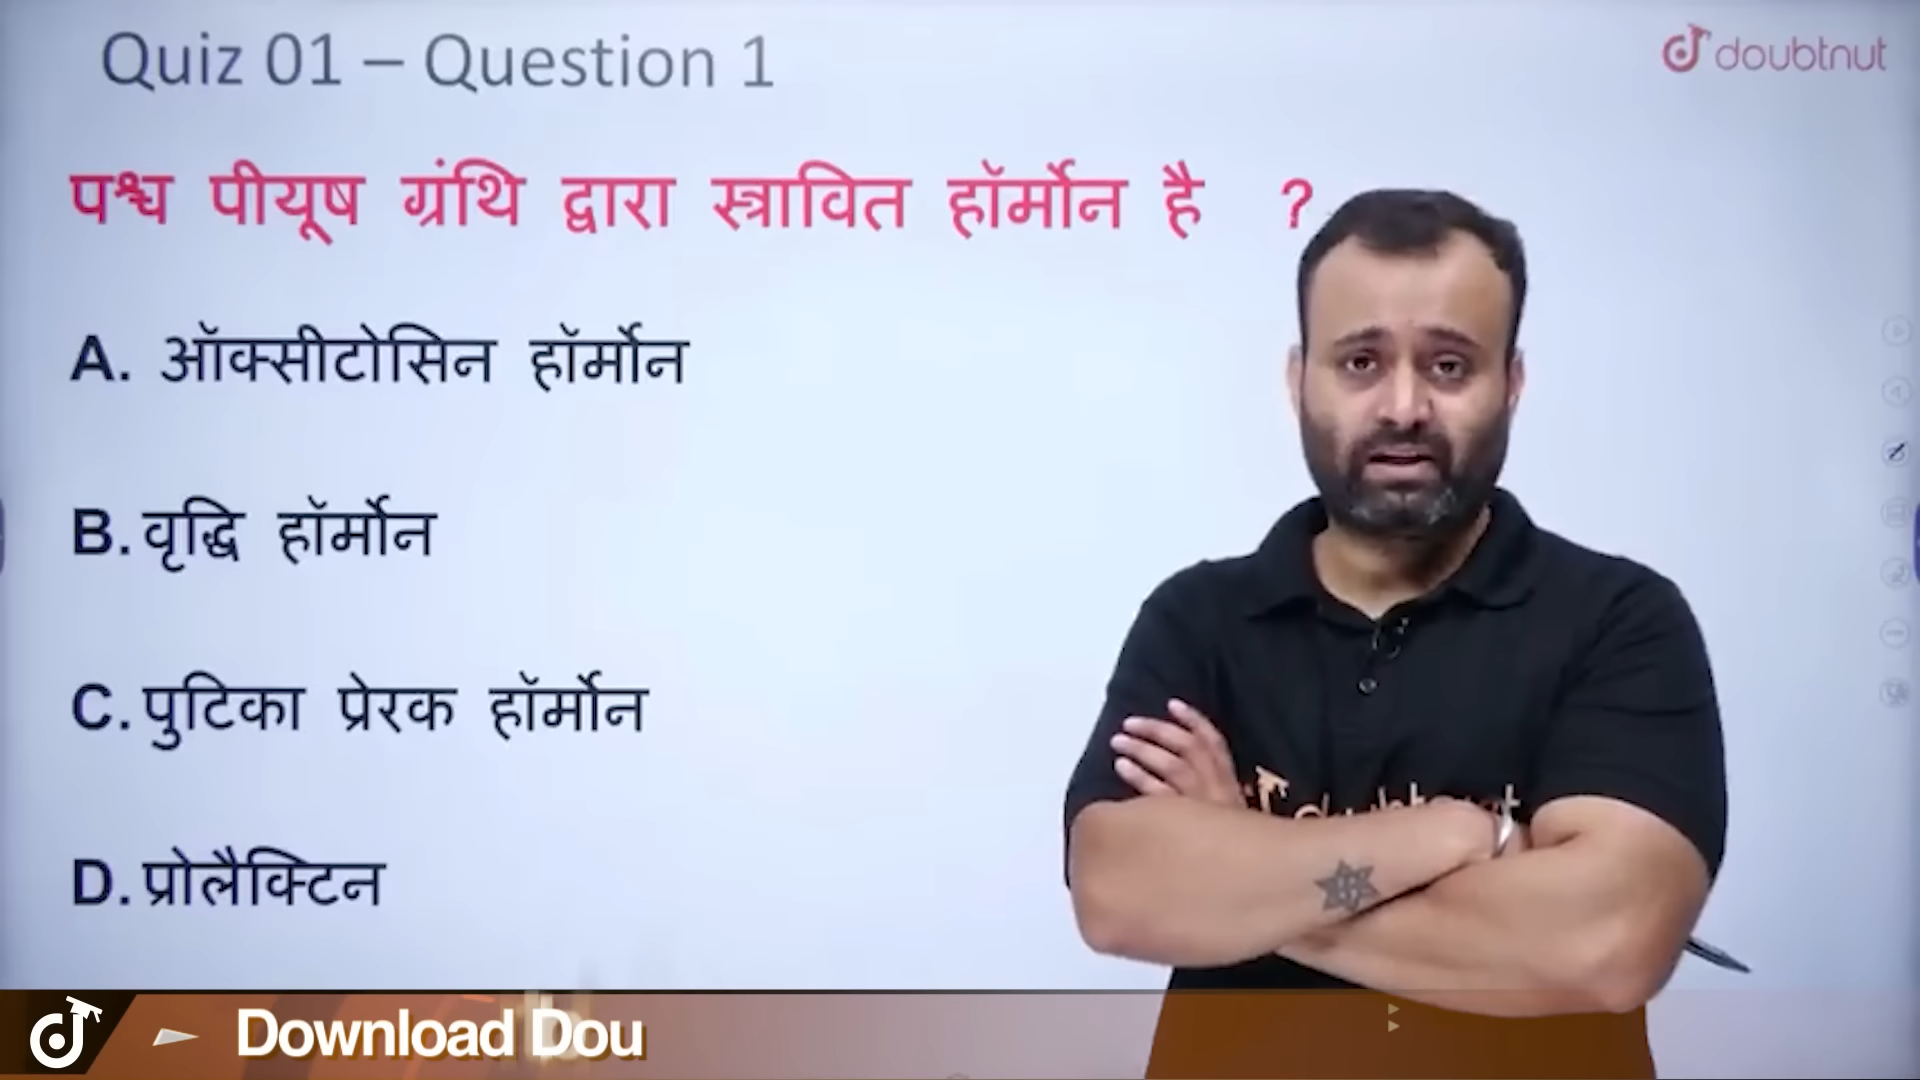 Quiz 01 – Question 1
doubtnut
पश्च पीयूष ग्रंथि द्वारा स्त्रावित हॉर्मोन है ?
A. ऑक्सीटोसिन हॉर्मोन
B. वृद्धि हॉर्मोन
C. पुटिका प्रेरक हॉर्मोन
D. प्रोलैक्टिन
Download Dou